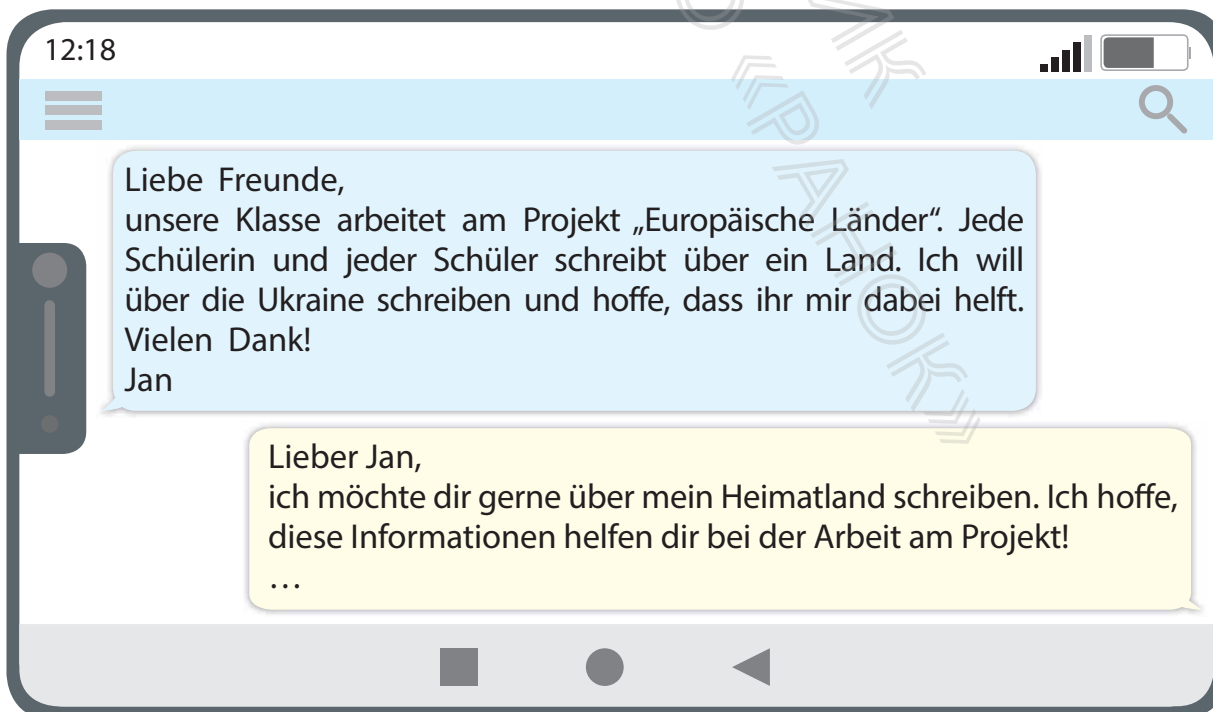 12:18
Liebe Freunde,
unsere Klasse arbeitet am Projekt „Europäische Länder“. Jede
Schülerin und jeder Schüler schreibt über ein Land. Ich will
über die Ukraine schreiben und hoffe, dass ihr mir dabei helft.
Vielen Dank!
Jan
Lieber Jan,
ich möchte dir gerne über mein Heimatland schreiben. Ich hoffe,
diese Informationen helfen dir bei der Arbeit am Projekt!
…
«РАНОК»